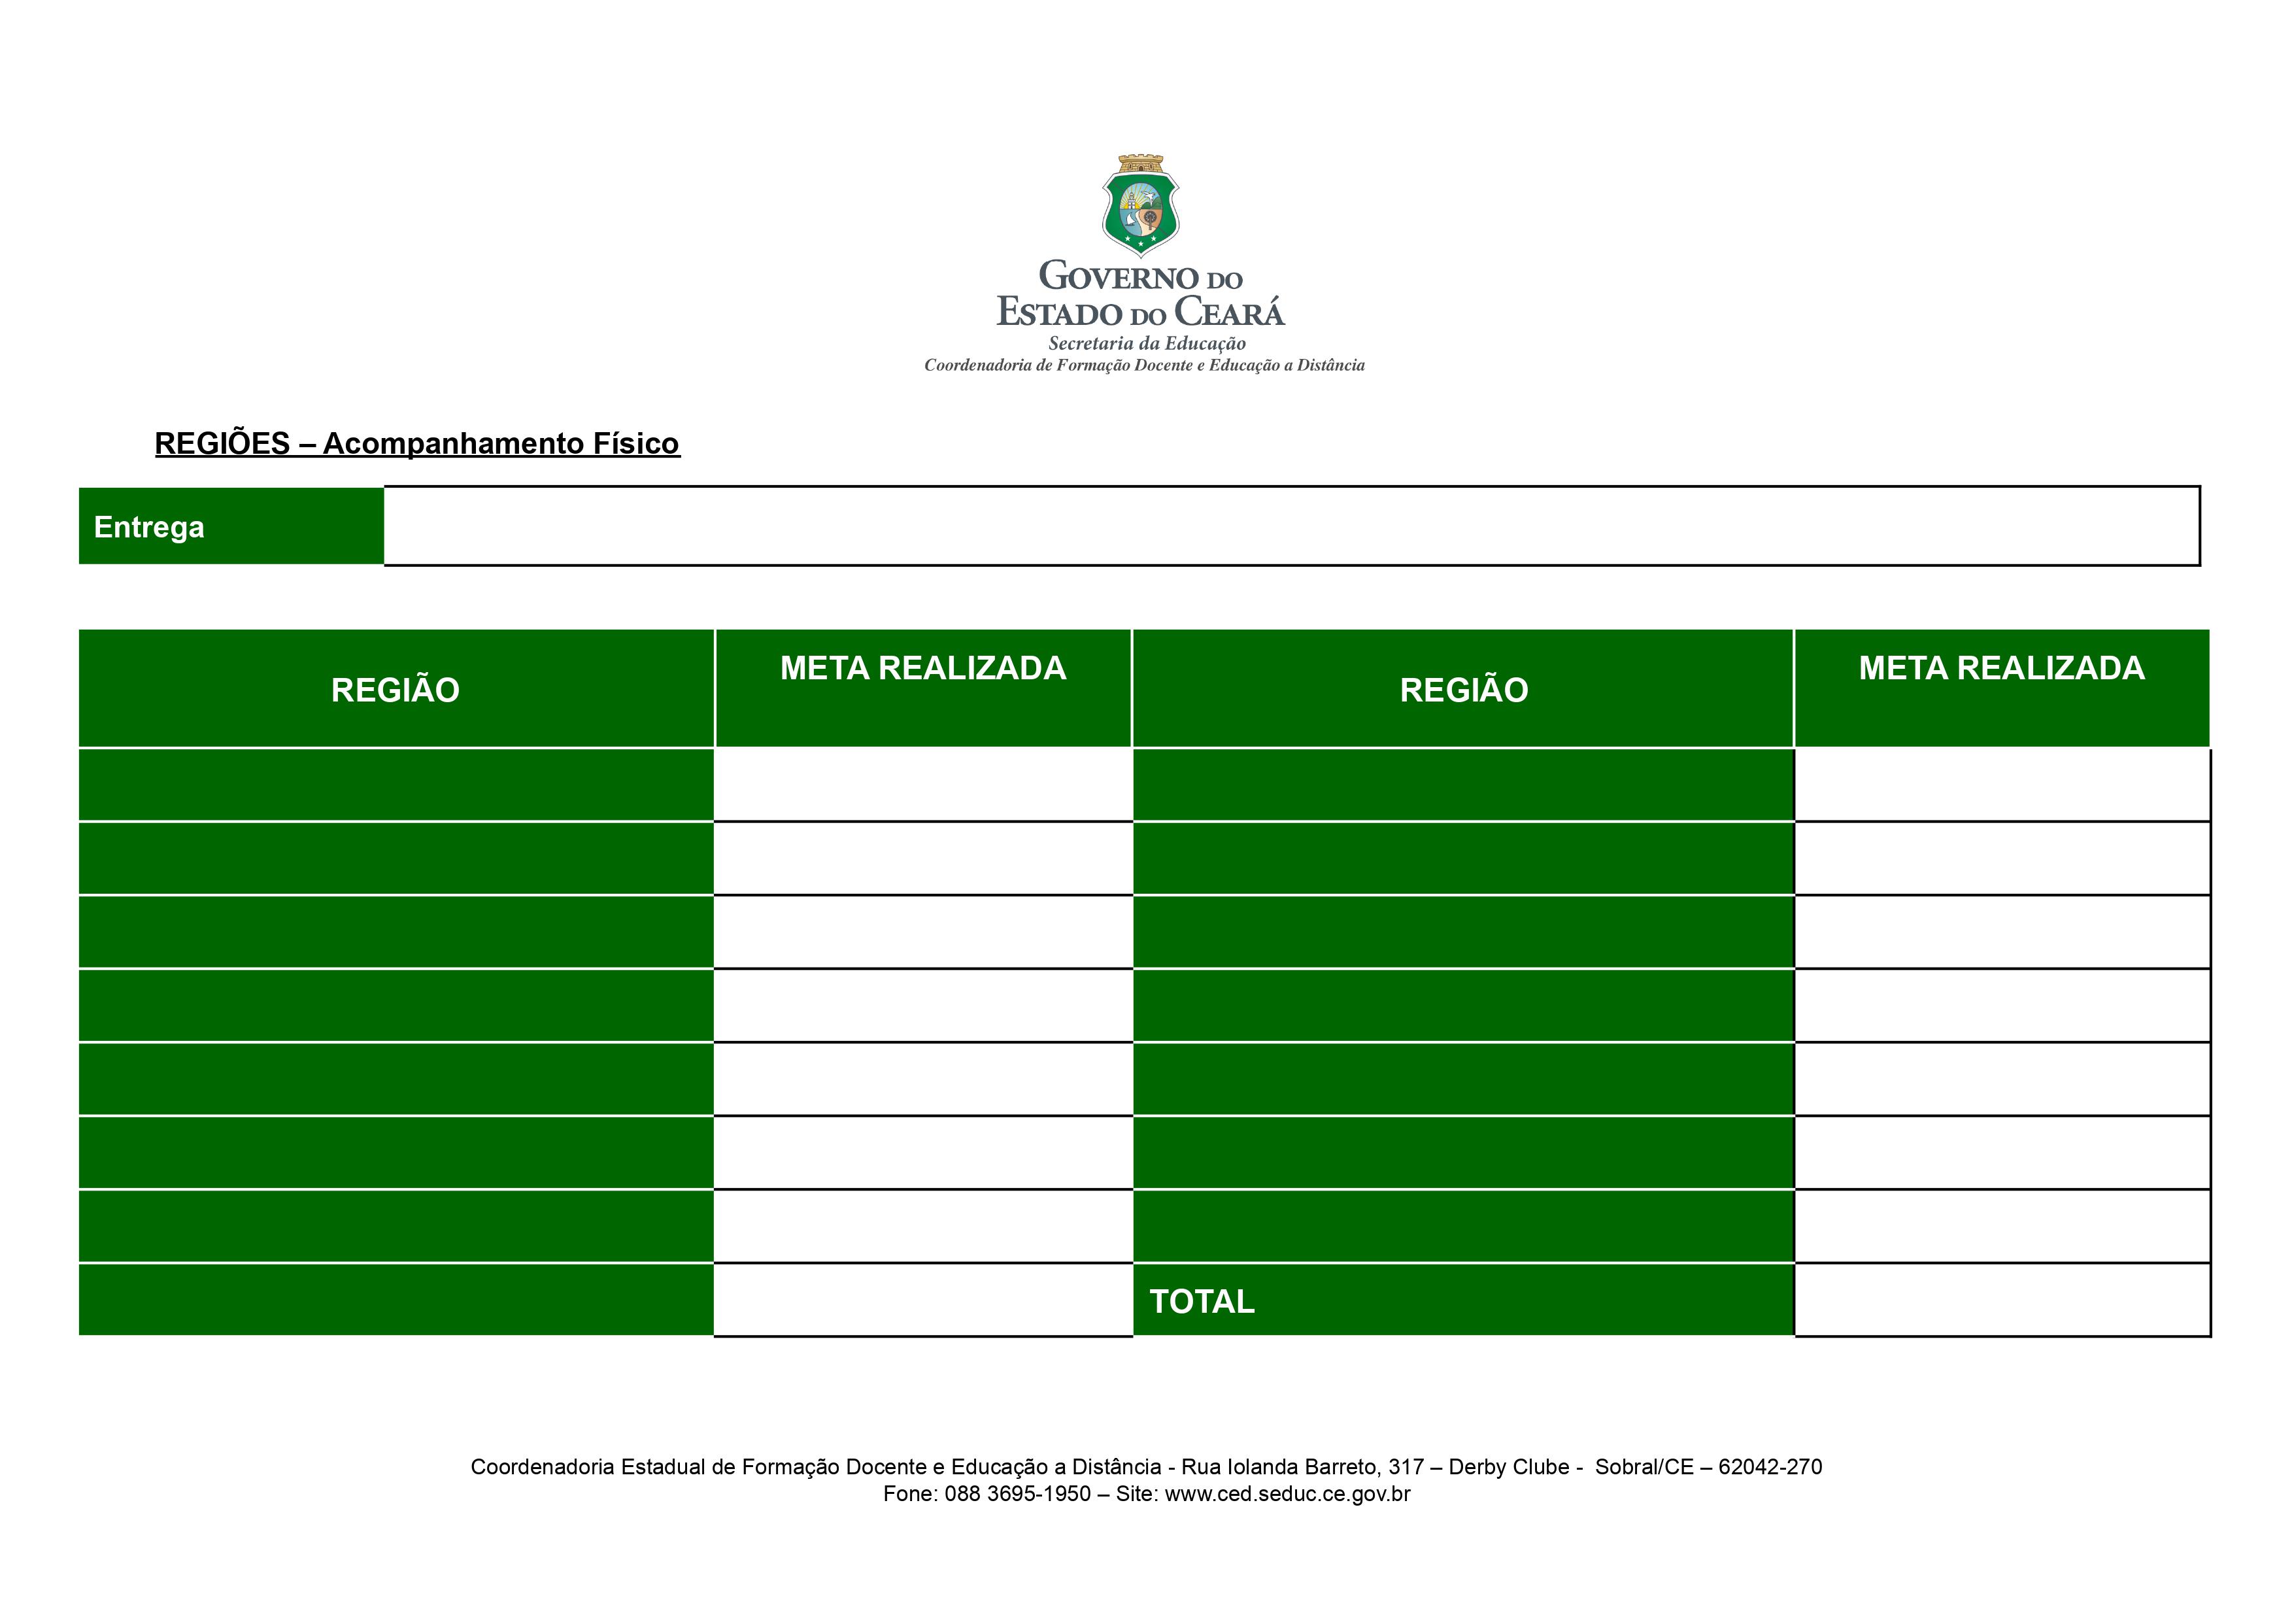 GOVERNO DO
ESTADO DO CEARÁ
Secretaria da Educação
Coordenadoria de Formação Docente e Educação a Distância
REGIÕES – Acompanhamento Físico
Entrega
REGIÃO META REALIZADA REGIÃO META REALIZADA
TOTAL
Coordenadoria Estadual de Formação Docente e Educação a Distância - Rua Iolanda Barreto, 317 – Derby Clube - Sobral/CE – 62042-270
Fone: 088 3695-1950 – Site: www.ced.seduc.ce.gov.br